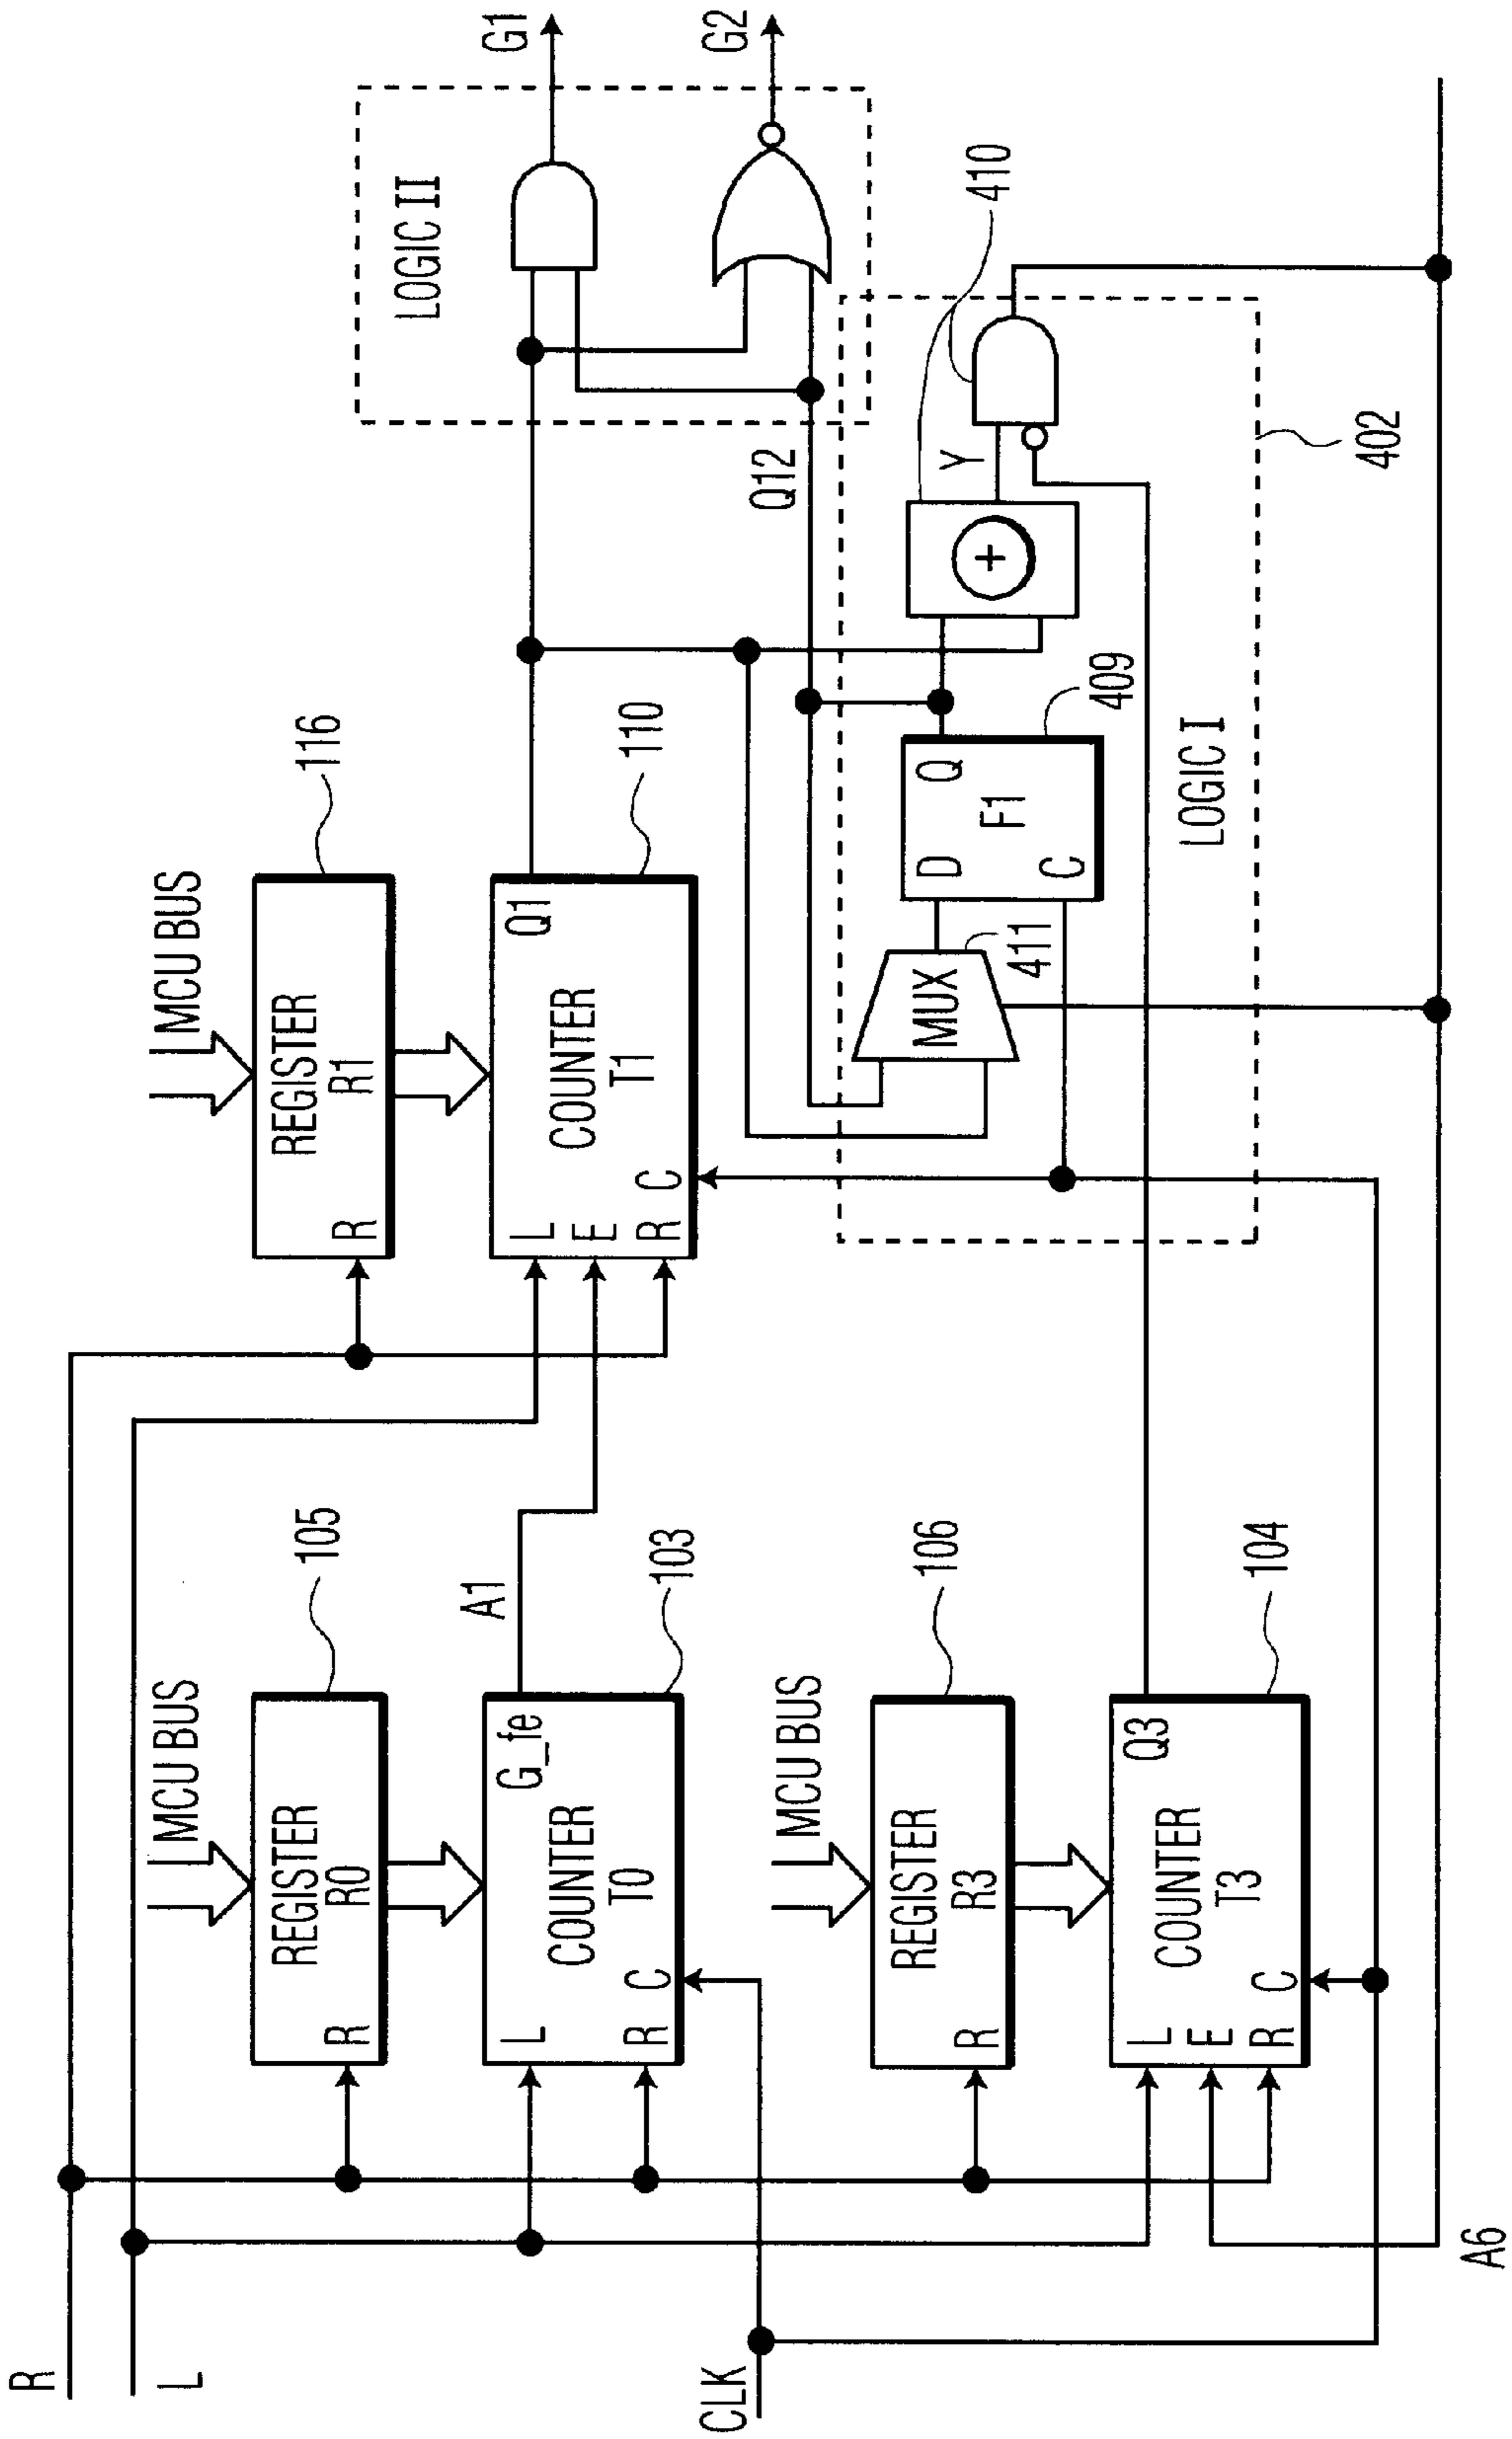 R
L
CLK
A6
MCU BUS
REGISTER
R0
R
105
COUNTER
T0
G_fe
L
R
C
103
A1
MCU BUS
REGISTER
R3
R
106
COUNTER
T3
Q3
L
E
R
C
104
MCU BUS
REGISTER
R1
R
116
COUNTER
T1
Q1
L
E
R
C
110
MUX
411
D
Q
F1
C
409
LOGIC I
+
Y
410
402
Q12
LOGIC II
G1
G2